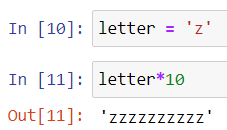 In [10]: letter = 'z'
In [11]: letter*10
Out[11]: 'zzzzzzzzzz'